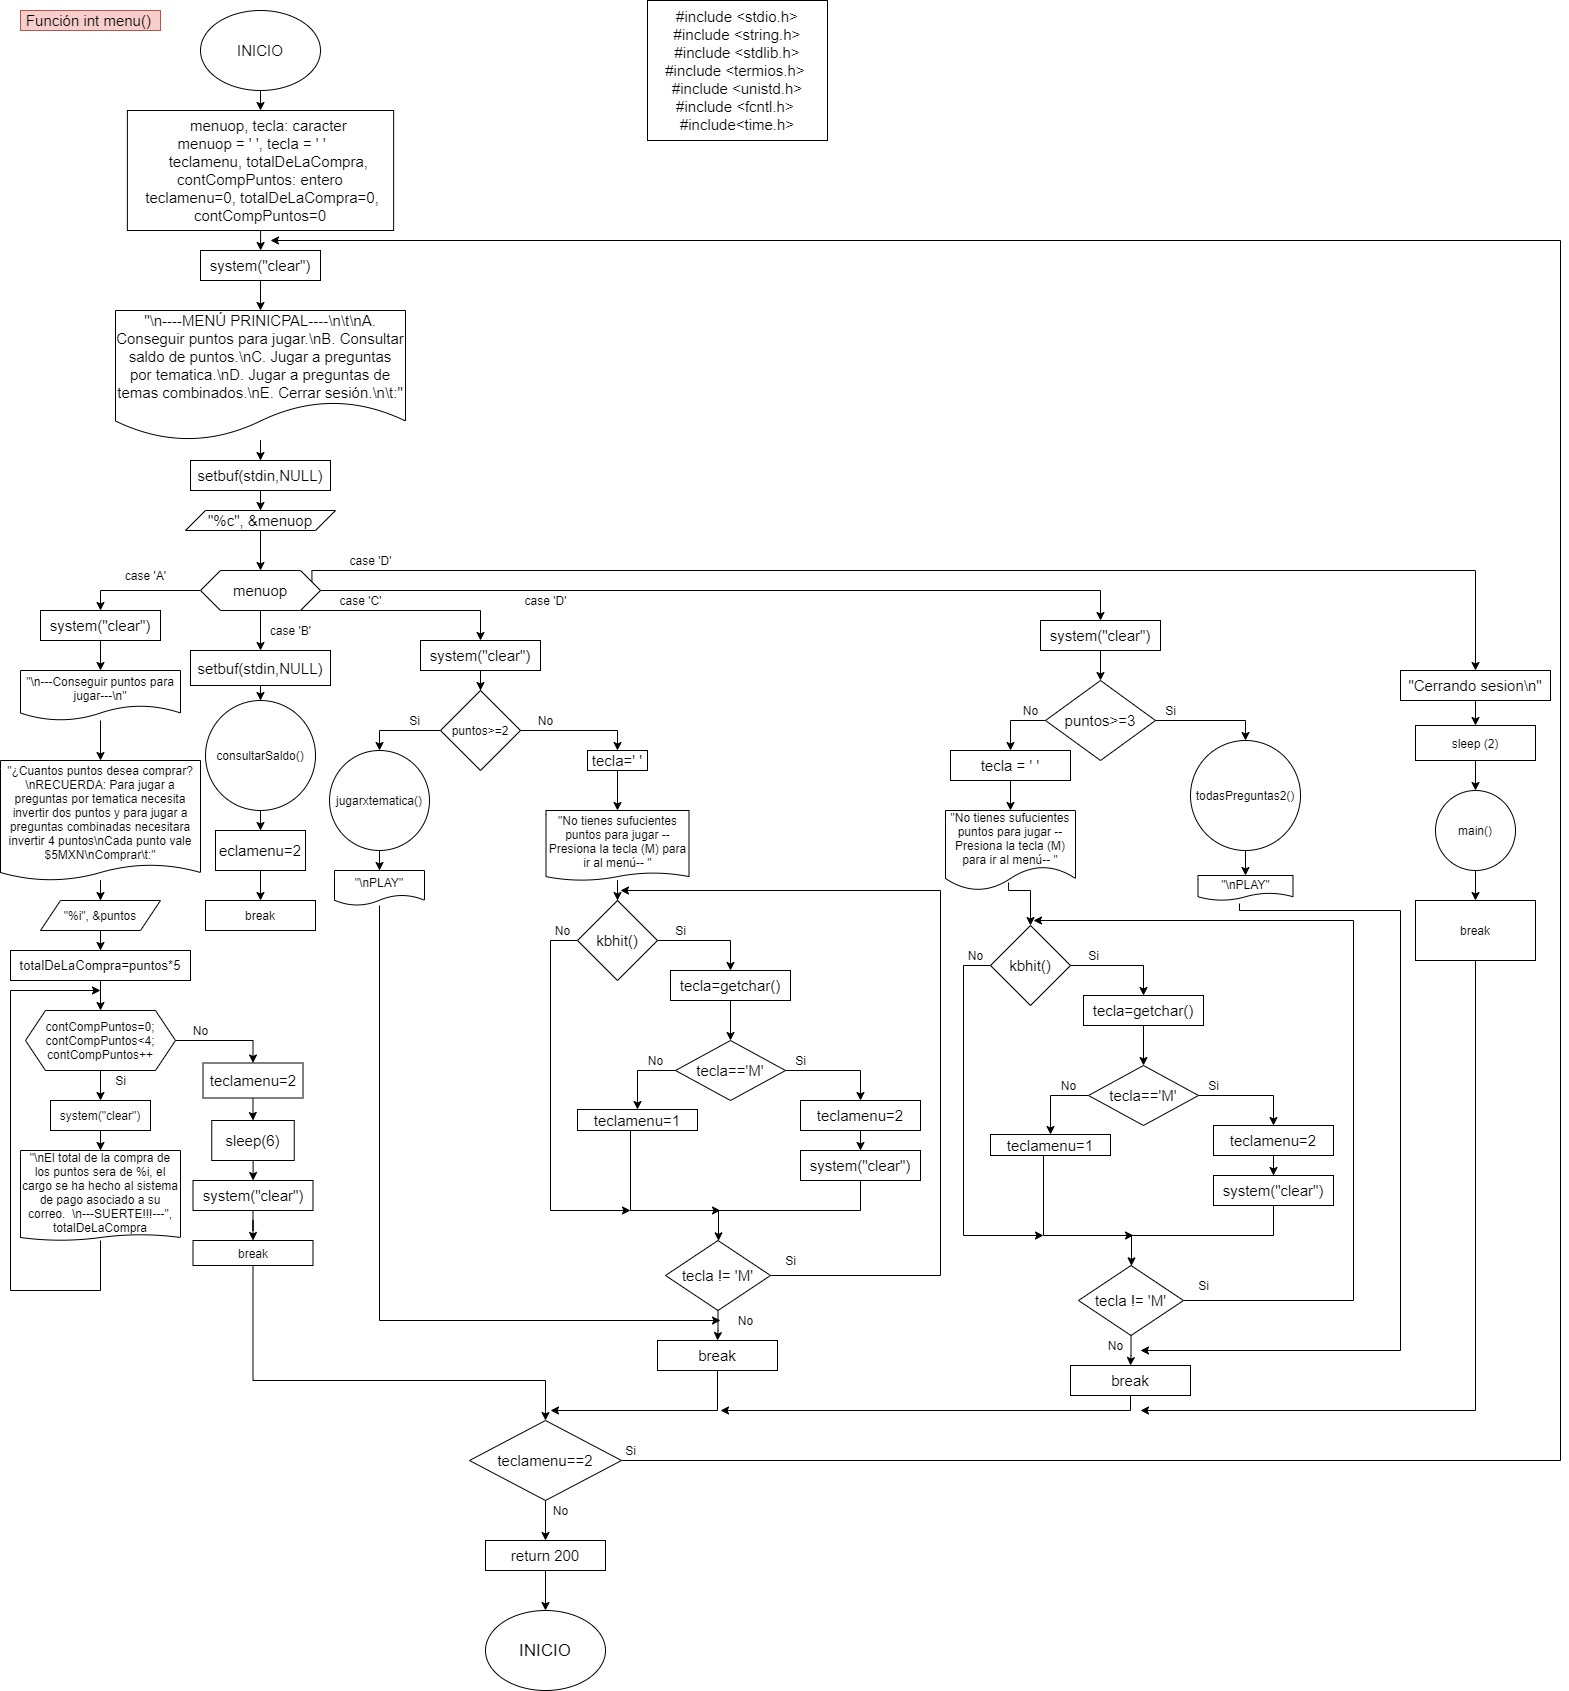 Función int menu()
INICIO
#include <stdio.h>
#include <string.h>
#include <stdlib.h>
#include <termios.h>
#include <unistd.h>
#include <fcntl.h>
#include<time.h>
menuop, tecla: caracter
menuop = ' ', tecla = ' '
teclamenu, totalDeLaCompra,
contCompPuntos: entero
teclamenu=0, totalDeLaCompra=0,
contCompPuntos=0
system("clear")
"\n----MENÚ PRINICPAL----\n\t\nA.
Conseguir puntos para jugar.\nB. Consultar
saldo de puntos.\nC. Jugar a preguntas
por tematica.\nD. Jugar a preguntas de
temas combinados.\nE. Cerrar sesión.\n\t:"
setbuf(stdin,NULL)
"%c", &menuop
menuop
case 'A'
case 'B'
case 'C'
case 'D'
case 'D'
system("clear")
"\n---Conseguir puntos para
jugar---\n"
"¿Cuantos puntos desea comprar?
\nRECUERDA: Para jugar a
preguntas por tematica necesita
invertir dos puntos y para jugar a
preguntas combinadas necesitara
invertir 4 puntos\nCada punto vale
$5MXN\nComprar\t:"
"%i", &puntos
totalDeLaCompra=puntos*5
contCompPuntos=0;
contCompPuntos<4;
contCompPuntos++
No
Si
system("clear")
"\nEl total de la compra de
los puntos sera de %i, el
cargo se ha hecho al sistema
de pago asociado a su
correo.  \n---SUERTE!!!---",
totalDeLaCompra
teclamenu=2
sleep(6)
system("clear")
break
setbuf(stdin,NULL)
consultarSaldo()
eclamenu=2
break
system("clear")
puntos>=2
Si
No
jugarxtematica()
"\nPLAY"
tecla=' '
"No tienes sufucientes
puntos para jugar --
Presiona la tecla (M) para
ir al menú-- "
kbhit()
No
Si
tecla=getchar()
tecla=='M'
No
Si
teclamenu=1
teclamenu=2
system("clear")
tecla != 'M'
Si
No
break
system("clear")
puntos>=3
No
Si
tecla = ' '
"No tienes sufucientes
puntos para jugar --
Presiona la tecla (M)
para ir al menú-- "
todasPreguntas2()
"\nPLAY"
kbhit()
No
Si
tecla=getchar()
tecla=='M'
No
Si
teclamenu=1
teclamenu=2
system("clear")
tecla != 'M'
Si
No
break
"Cerrando sesion\n"
sleep (2)
main()
break
teclamenu==2
Si
No
return 200
INICIO